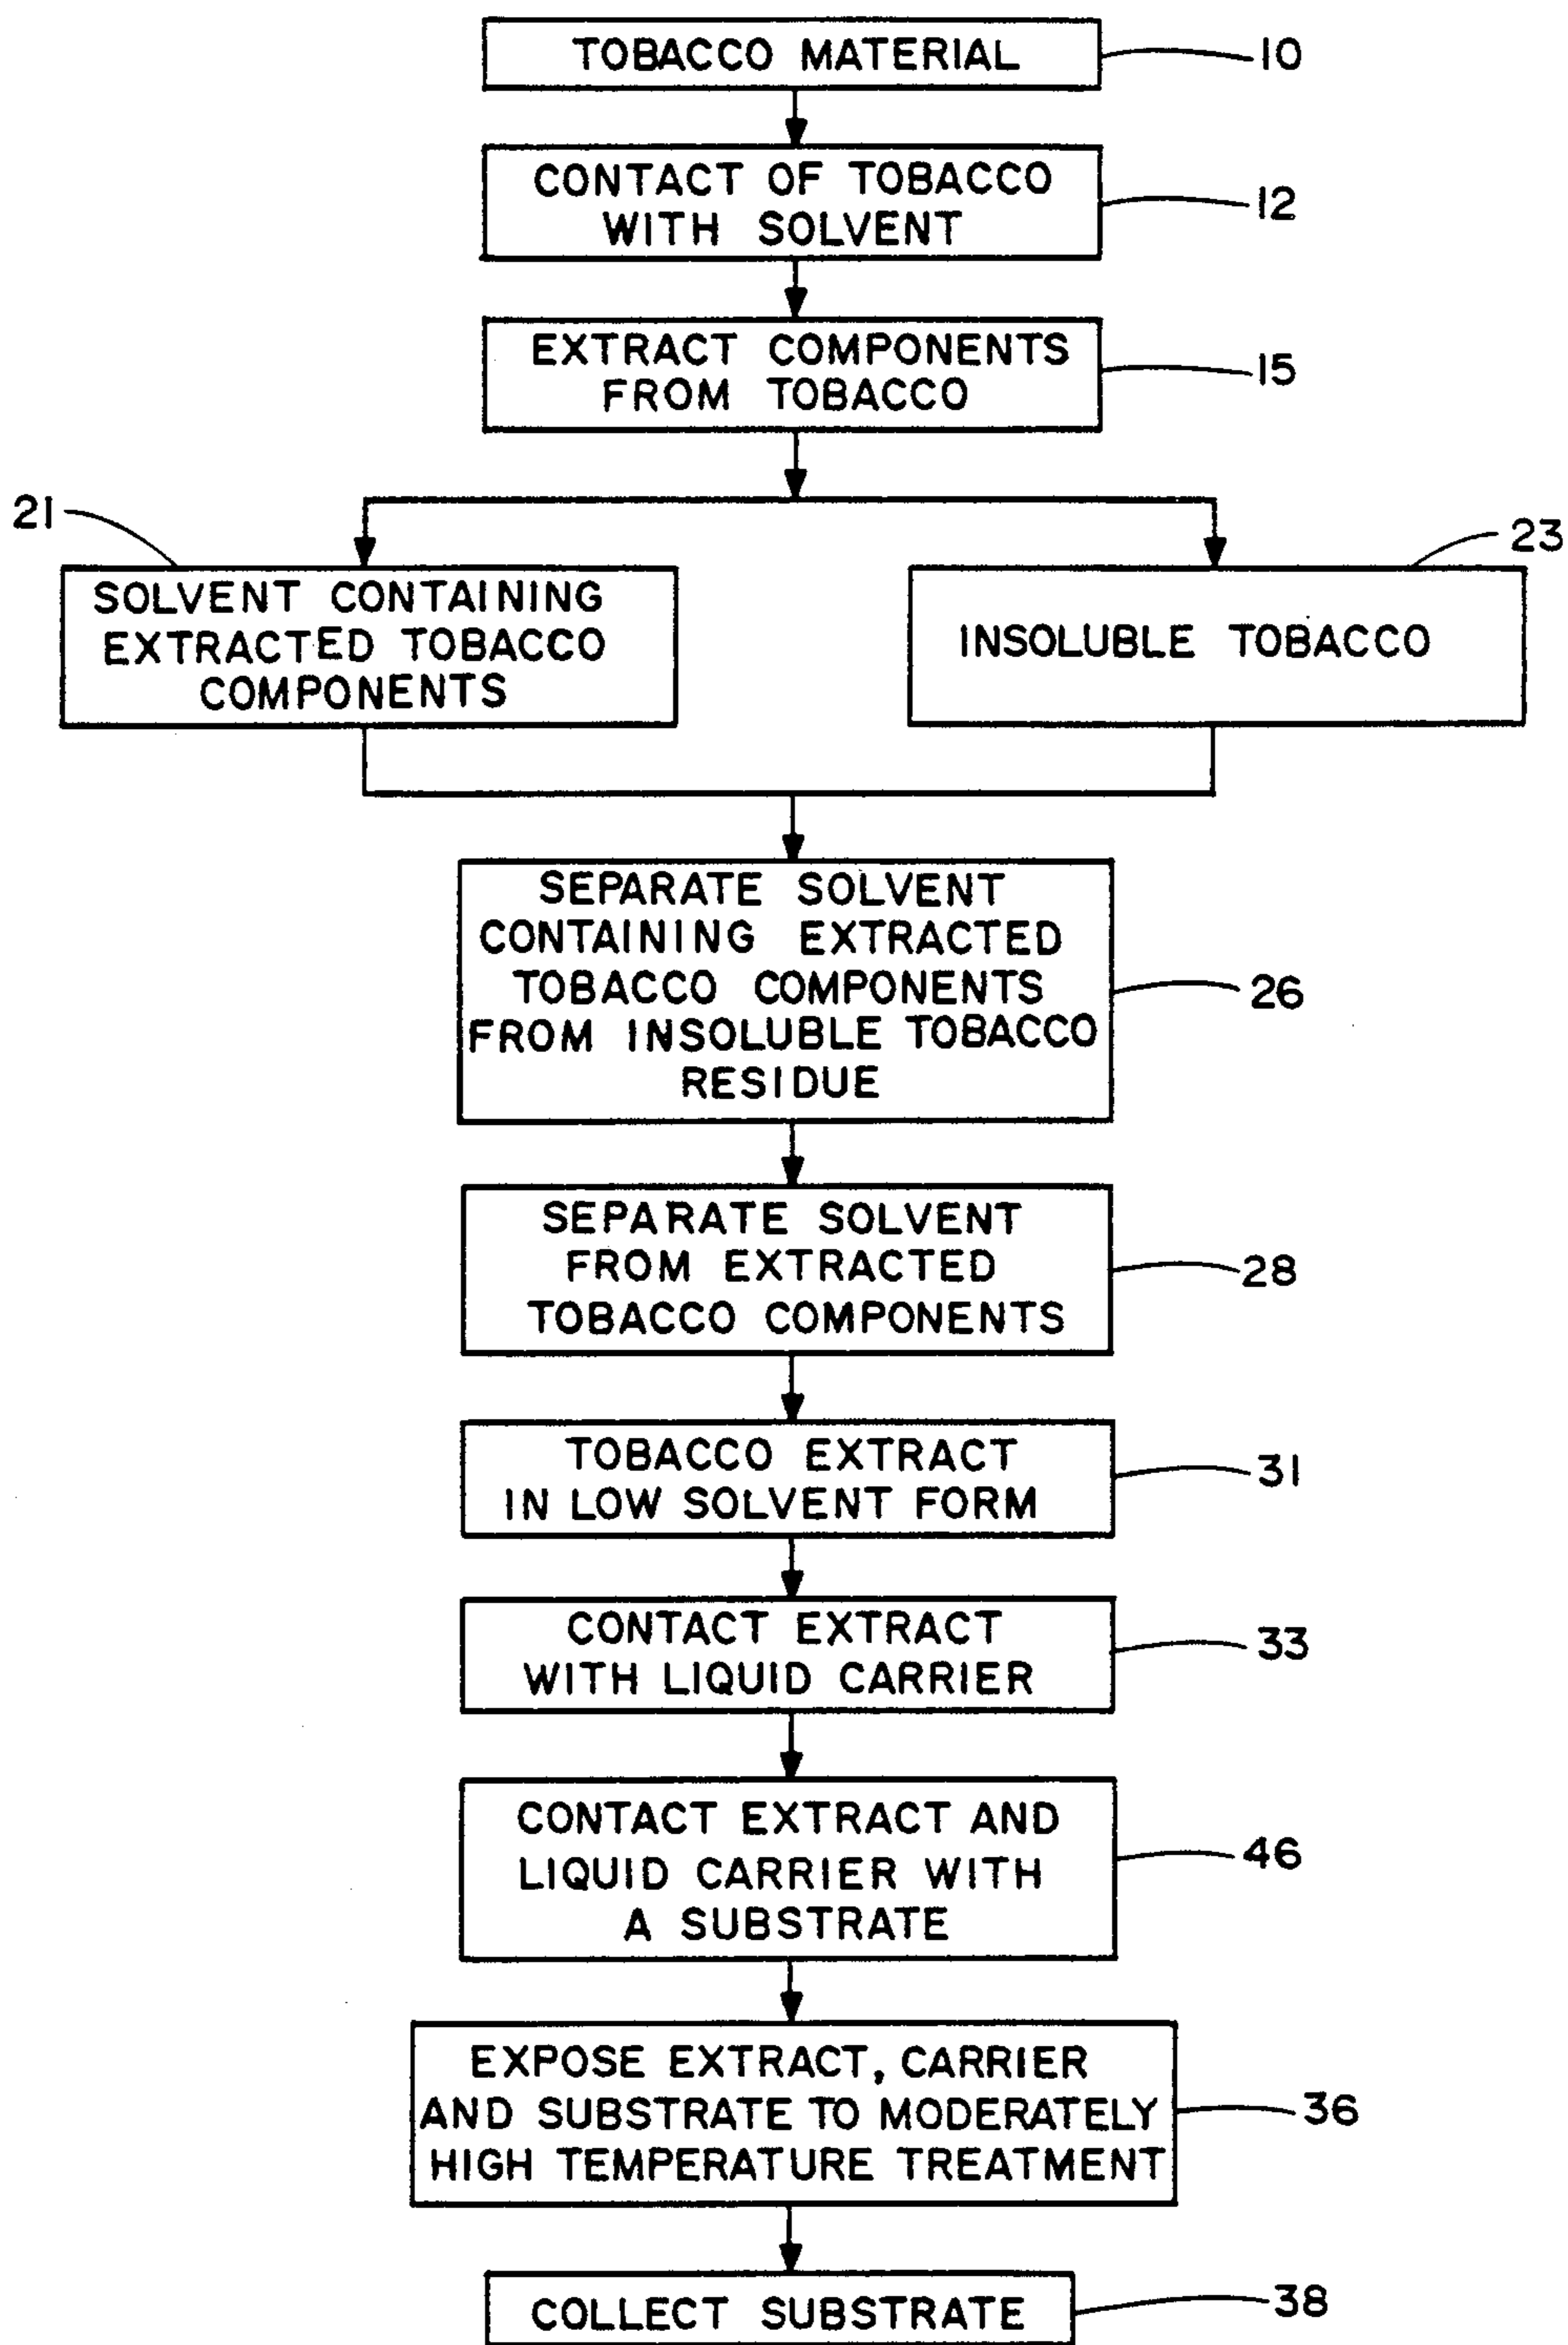 TOBACCO MATERIAL
10
CONTACT OF TOBACCO
WITH SOLVENT
12
EXTRACT COMPONENTS
FROM TOBACCO
15
21
SOLVENT CONTAINING
EXTRACTED TOBACCO
COMPONENTS
23
INSOLUBLE TOBACCO
SEPARATE SOLVENT
CONTAINING EXTRACTED
TOBACCO COMPONENTS
FROM INSOLUBLE TOBACCO
RESIDUE
26
SEPARATE SOLVENT
FROM EXTRACTED
TOBACCO COMPONENTS
28
TOBACCO EXTRACT
IN LOW SOLVENT FORM
31
CONTACT EXTRACT
WITH LIQUID CARRIER
33
CONTACT EXTRACT AND
LIQUID CARRIER WITH
A SUBSTRATE
46
EXPOSE EXTRACT, CARRIER
AND SUBSTRATE TO MODERATELY
HIGH TEMPERATURE TREATMENT
36
COLLECT SUBSTRATE
38